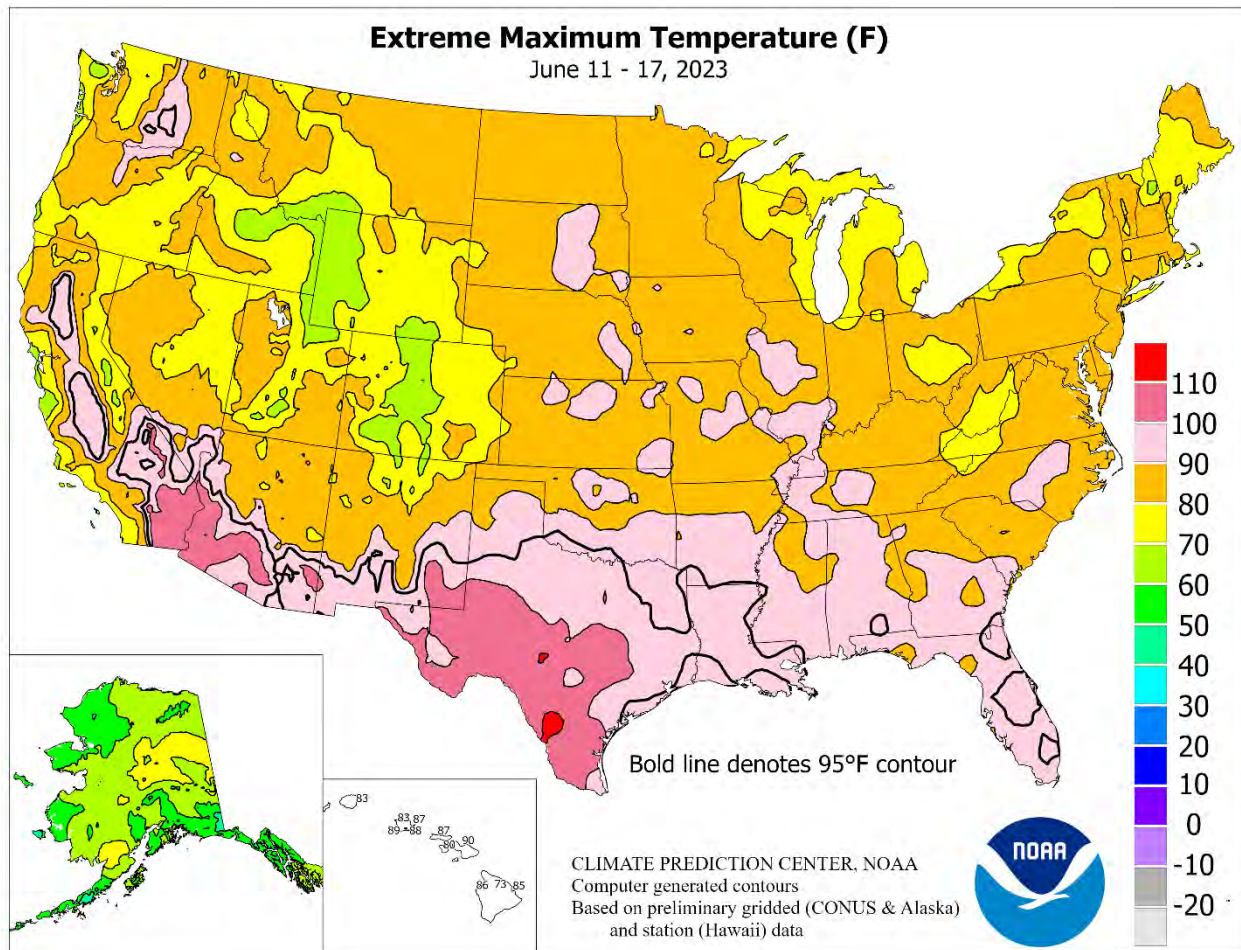 Extreme Maximum Temperature (F)
June 11 - 17, 2023
110
100
90
80
70
60
50
40
30
20
10
0
-10
-20
Bold line denotes 95°F contour
83
83 87
89 88
87
80 90
86 73 85
CLIMATE PREDICTION CENTER, NOAA
Computer generated contours
Based on preliminary gridded (CONUS & Alaska)
and station (Hawaii) data
NOAA